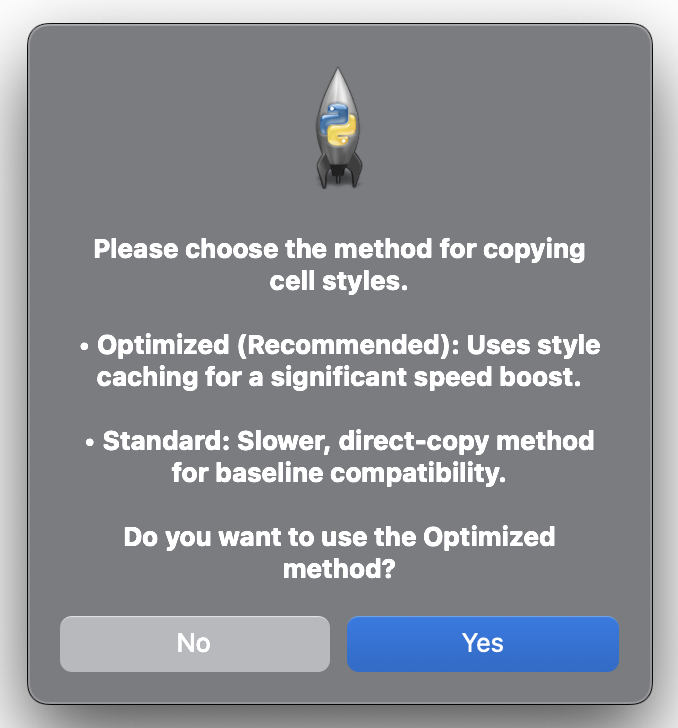 Please choose the method for copying
cell styles.
• Optimized (Recommended): Uses style
caching for a significant speed boost.
• Standard: Slower, direct-copy method
for baseline compatibility.
Do you want to use the Optimized
method?
No
Yes